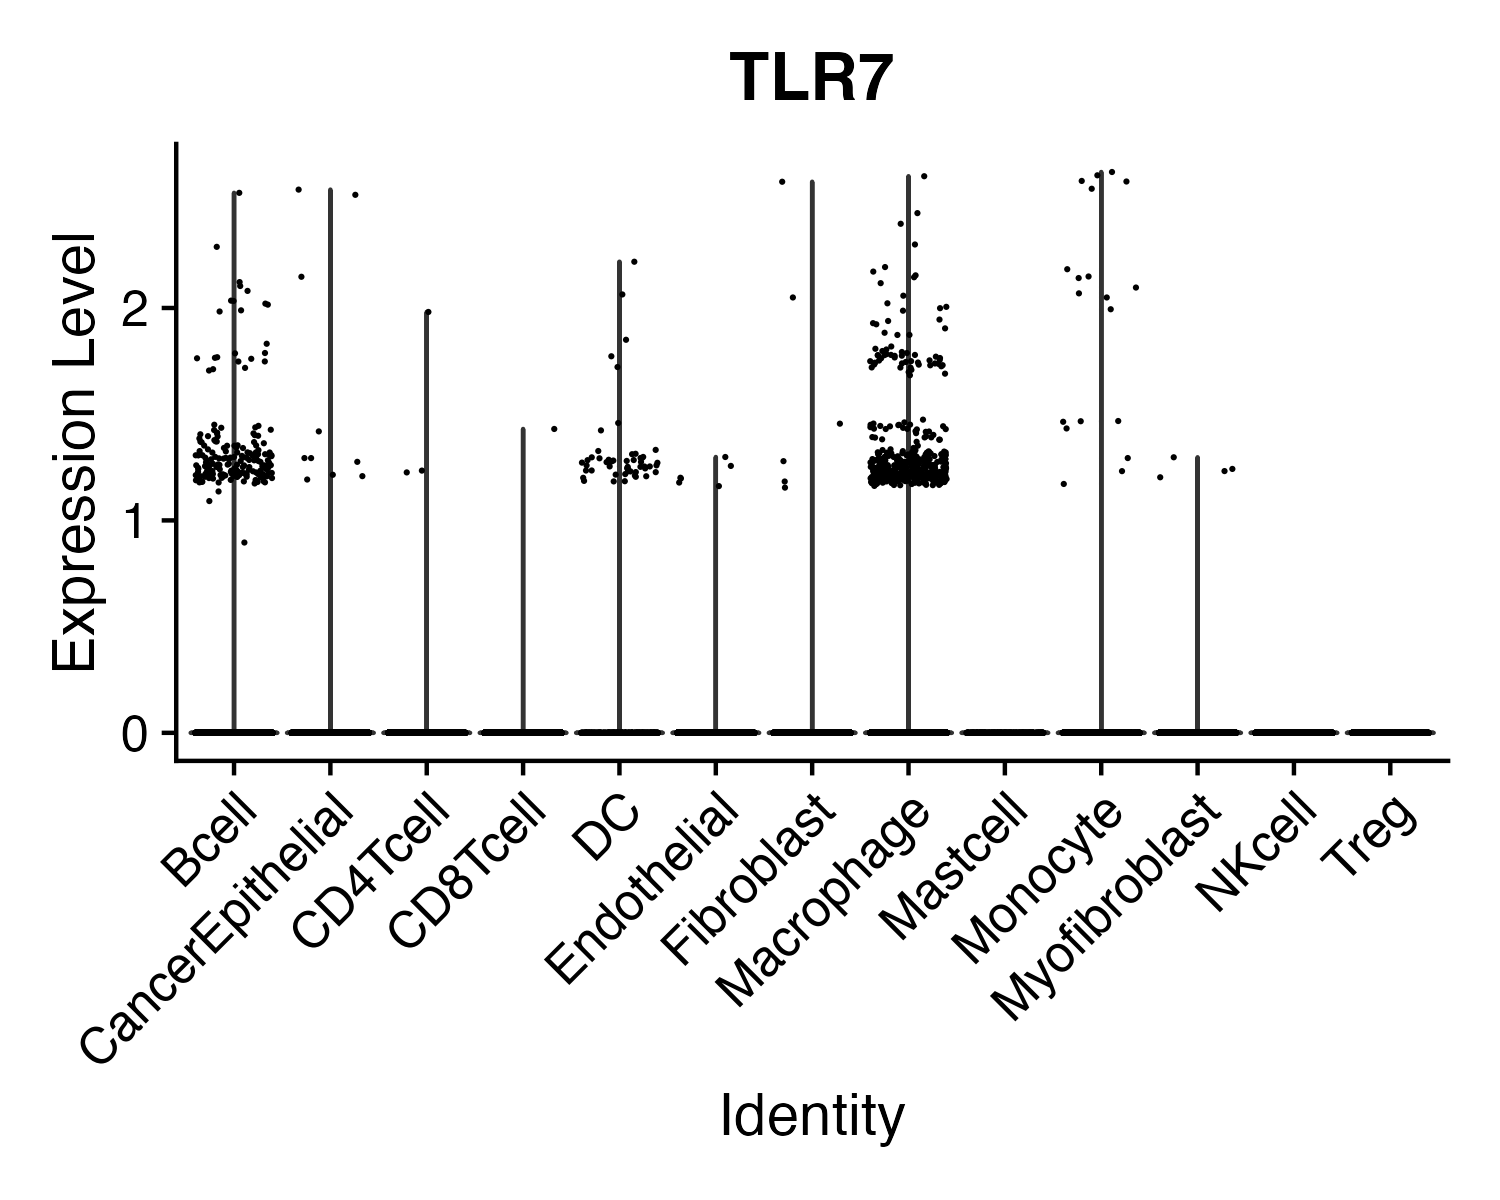 TLR7
Expression Level
2
1
0
Bcell
CancerEpithelial
CD4Tcell
CD8Tcell
DC
Endothelial
Fibroblast
Macrophage
Mastcell
Monocyte
Myofibroblast
NKcell
Treg
Identity